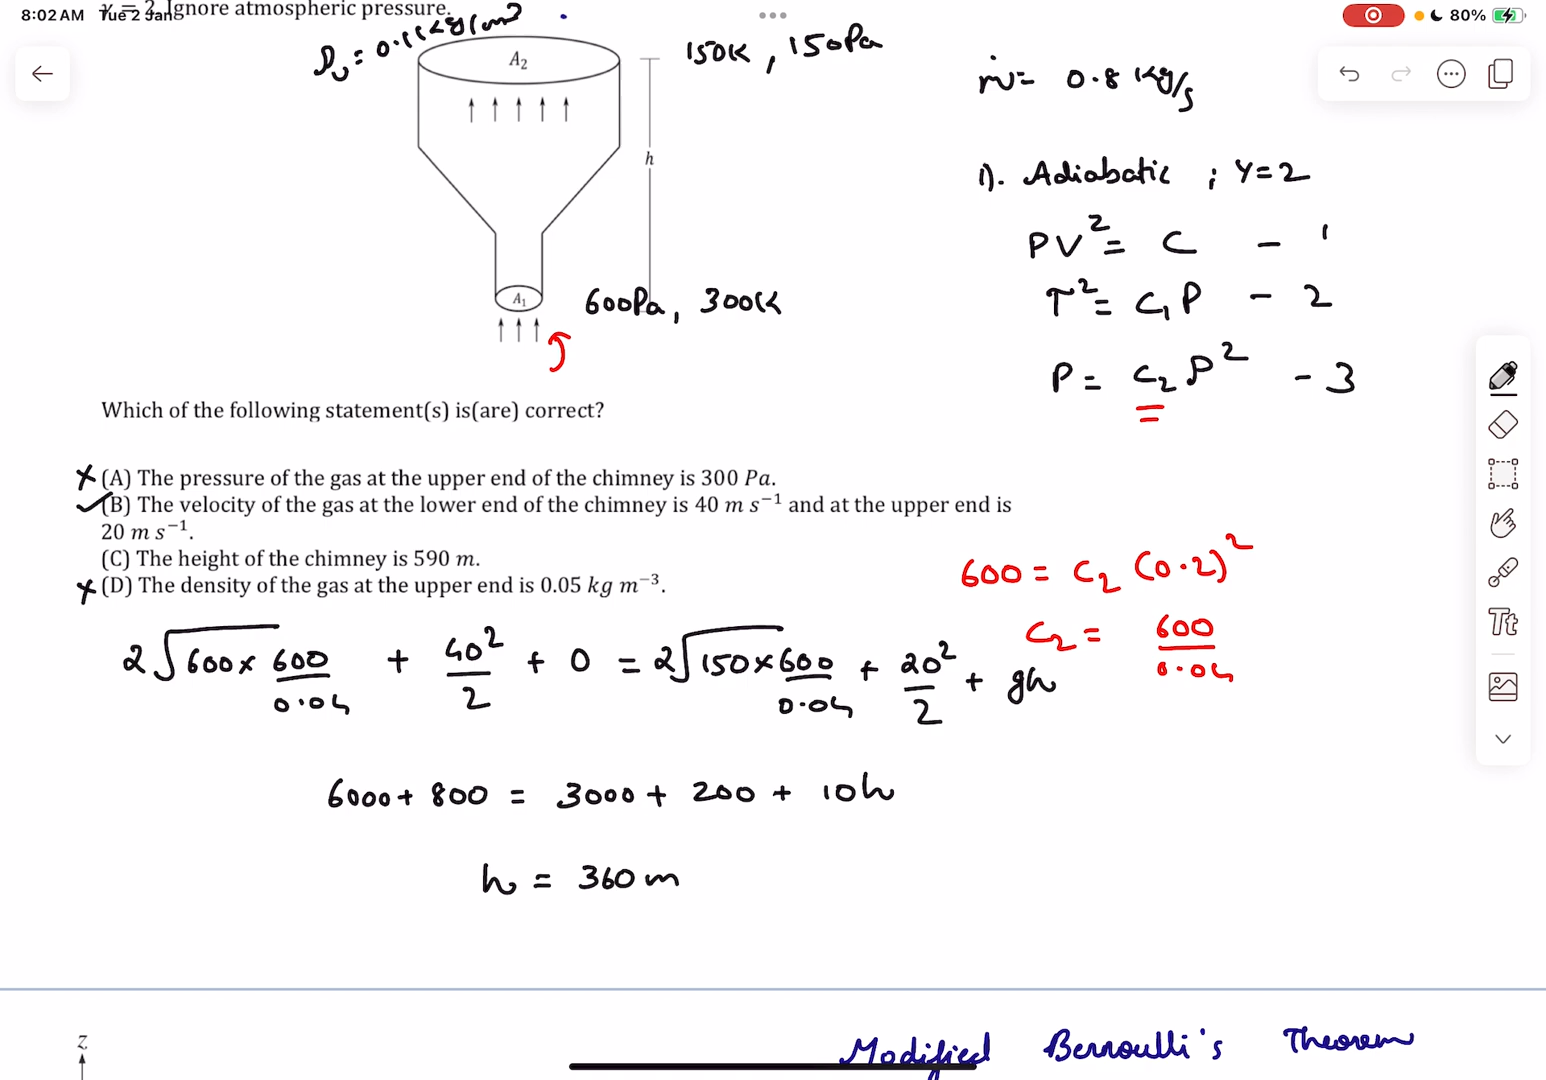 8:02 AM Tue 2 Jan
Ignore atmospheric pressure.
80%
A₂
150K, 150Pa
ṁ = 0.8 Kg/s
h
1). Adiabatic ; γ=2
PV² = C - 1
T² = C₁P - 2
A₁
600Pa, 300K
P = C₂ρ² - 3
Which of the following statement(s) is(are) correct?
(A) The pressure of the gas at the upper end of the chimney is 300 Pa.
(B) The velocity of the gas at the lower end of the chimney is 40 m s⁻¹ and at the upper end is
20 m s⁻¹.
(C) The height of the chimney is 590 m.
(D) The density of the gas at the upper end is 0.05 kg m⁻³.
600 = C₂ (0.2)²
C₂ = 600/0.04
2√(600 × 600/0.04) + 40²/2 + 0 = 2√(150 × 600/0.04) + 20²/2 + gh
6000 + 800 = 3000 + 200 + 10h
h = 360 m
Tt
z
Modified Bernoulli's Theorem